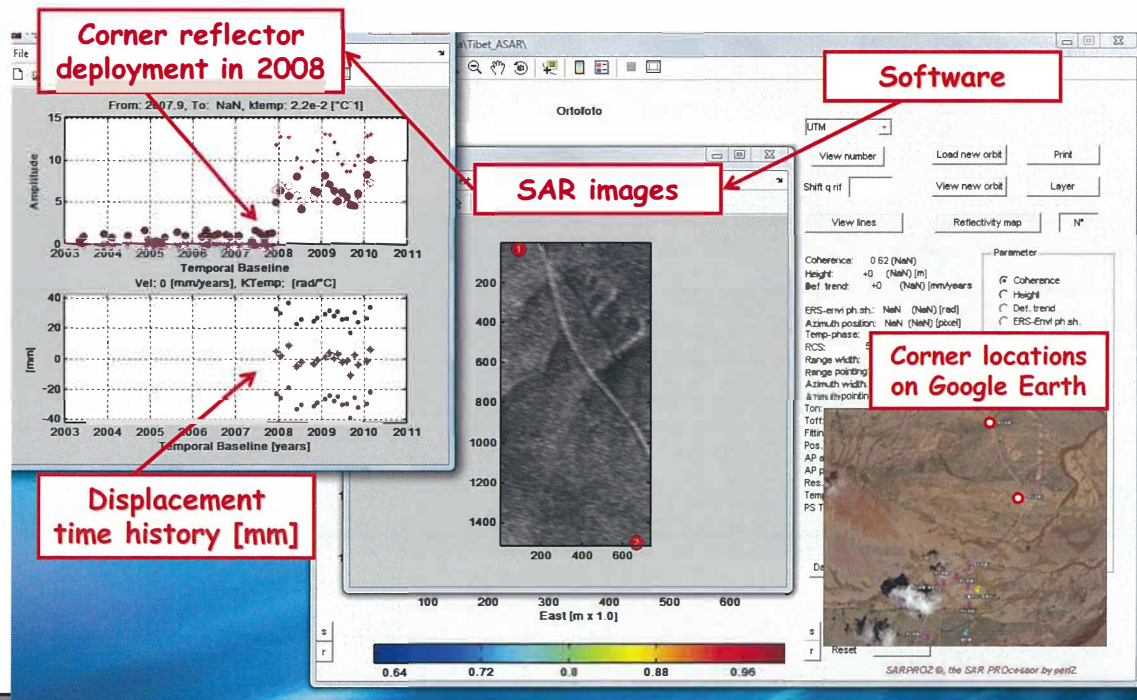 Corner reflector
deployment in 2008
File
a\Tibet_ASAR\
Software
SAR images
Ortofoto
From: 2007.9, To: NaN, ktemp: 2.2e-2 [°C^1]
15
10
5
0
Amplitude
2003 2004 2005 2006 2007 2008 2009 2010 2011
Temporal Baseline
Vel: 0 [mm/years], KTemp: [rad/°C]
40
20
0
-20
-40
[mm]
2003 2004 2005 2006 2007 2008 2009 2010 2011
Temporal Baseline [years]
Displacement
time history [mm]
1
200
400
600
800
1000
1200
1400
2
200 400 600
100 200 300 400 500 600
East [m x 1.0]
0.64 0.72 0.8 0.88 0.96
UTM
View number
Load new orbit
Print
Shift q rif
View new orbit
Layer
View lines
Reflectivity map
N°
Coherence: 0.62 (NaN)
Height: +0 (NaN) [m]
Def. trend: +0 (NaN) [mm/years
ERS-envi ph.sh.: NaN (NaN) [rad]
Azimuth position: NaN (NaN) [pixel]
Temp-phase:
RCS:
Range width:
Range pointing
Azimuth width
Azimuth pointin
Ton:
Toff:
Fittin
Pos.
AP a
AP p
Res.
Temp
PS T
Parameter
Coherence
Height
Def. trend
ERS-Envi ph.sh.
Corner locations
on Google Earth
Da
s
r
s
r
Reset
SARPROZ ©, the SAR PROcessor by periZ